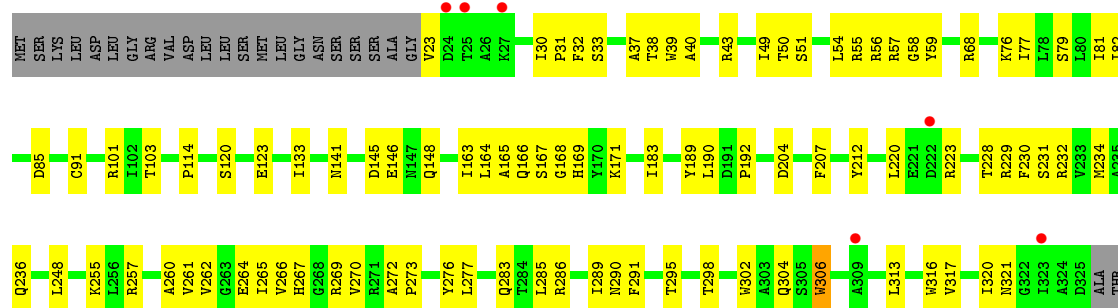 MET SER LYS LEU ASP LEU GLY ARG VAL ASP LEU LEU SER MET LEU GLY ASN SER SER SER ALA GLY V23 D24 T25 A26 K27 I30 P31 F32 S33 A37 T38 W39 A40 R43 I49 T50 S51 L54 R55 R56 R57 G58 Y59 R68 K76 I77 L78 S79 L80 I81
D85 C91 R101 I102 T103 P114 S120 E123 I133 N141 D145 E146 N147 Q148 I163 L164 A165 Q166 S167 G168 H169 Y170 K171 I183 Y189 L190 D191 P192 D204 F207 Y212 L220 E221 D222 R223 T228 R229 F230 S231 R232 V233 M234 A235
Q236 L248 K255 L256 R257 A260 V261 V262 G263 E264 I265 V266 H267 G268 R269 V270 R271 A272 P273 Y276 L277 Q283 T284 L285 R286 I289 N290 F291 T295 T298 W302 A303 Q304 S305 W306 A309 L313 W316 V317 I320 N321 G322 I323 A324 D325 ALA